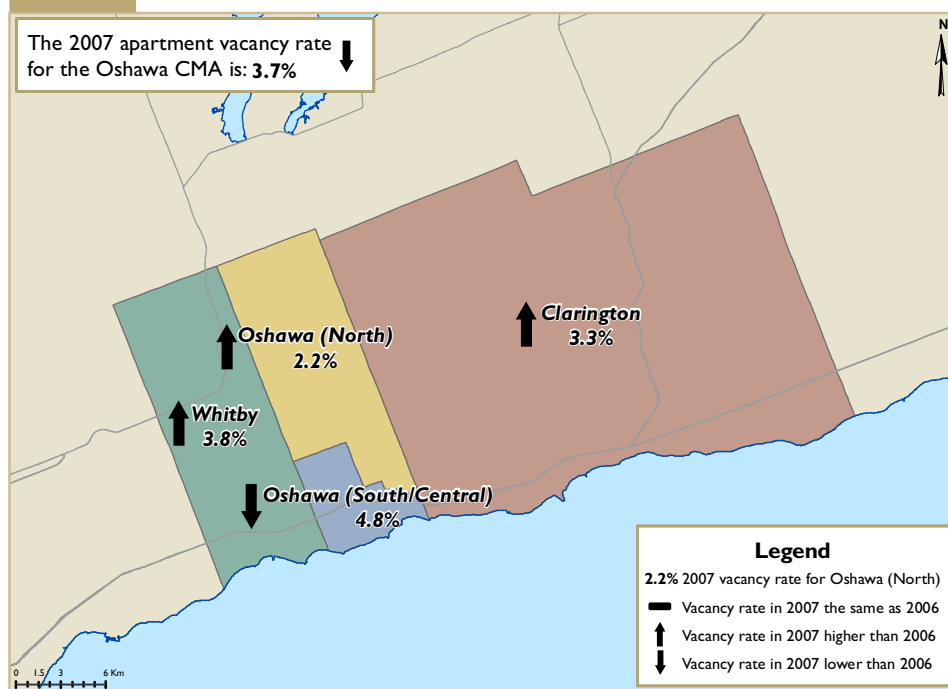 The 2007 apartment vacancy rate
for the Oshawa CMA is: 3.7%
N
Clarington
3.3%
Oshawa (North)
2.2%
Whitby
3.8%
Oshawa (South/Central)
4.8%
Legend
2.2% 2007 vacancy rate for Oshawa (North)
Vacancy rate in 2007 the same as 2006
Vacancy rate in 2007 higher than 2006
Vacancy rate in 2007 lower than 2006
0 1.5 3 6 Km